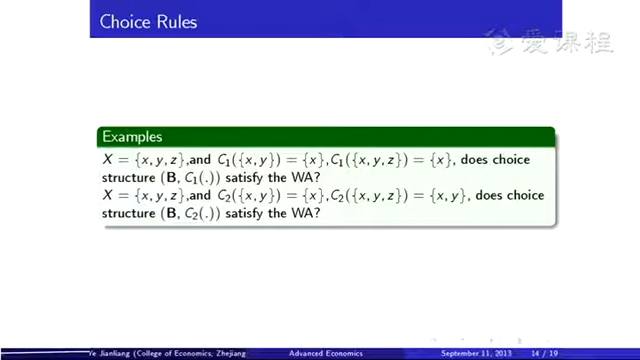 Choice Rules
爱课程
Examples
X = {x, y, z},and C₁({x, y}) = {x},C₁({x, y, z}) = {x}, does choice
structure (B, C₁(.)) satisfy the WA?
X = {x, y, z},and C₂({x, y}) = {x},C₂({x, y, z}) = {x, y}, does choice
structure (B, C₂(.)) satisfy the WA?
Ye Jianliang (College of Economics, Zhejiang Advanced Economics September 11, 2013 14 / 19